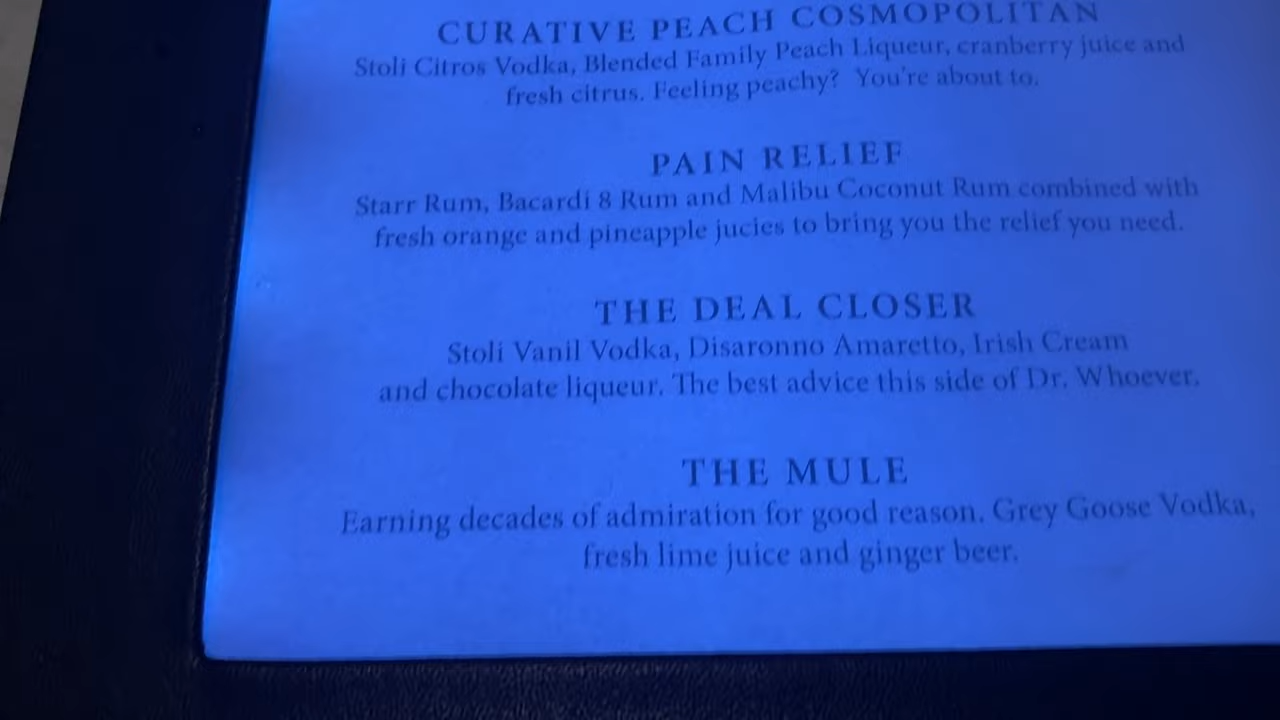 CURATIVE PEACH COSMOPOLITAN
Stoli Citros Vodka, Blended Family Peach Liqueur, cranberry juice and
fresh citrus. Feeling peachy? You're about to.
PAIN RELIEF
Starr Rum, Bacardi 8 Rum and Malibu Coconut Rum combined with
fresh orange and pineapple jucies to bring you the relief you need.
THE DEAL CLOSER
Stoli Vanil Vodka, Disaronno Amaretto, Irish Cream
and chocolate liqueur. The best advice this side of Dr. Whoever.
THE MULE
Earning decades of admiration for good reason. Grey Goose Vodka,
fresh lime juice and ginger beer.